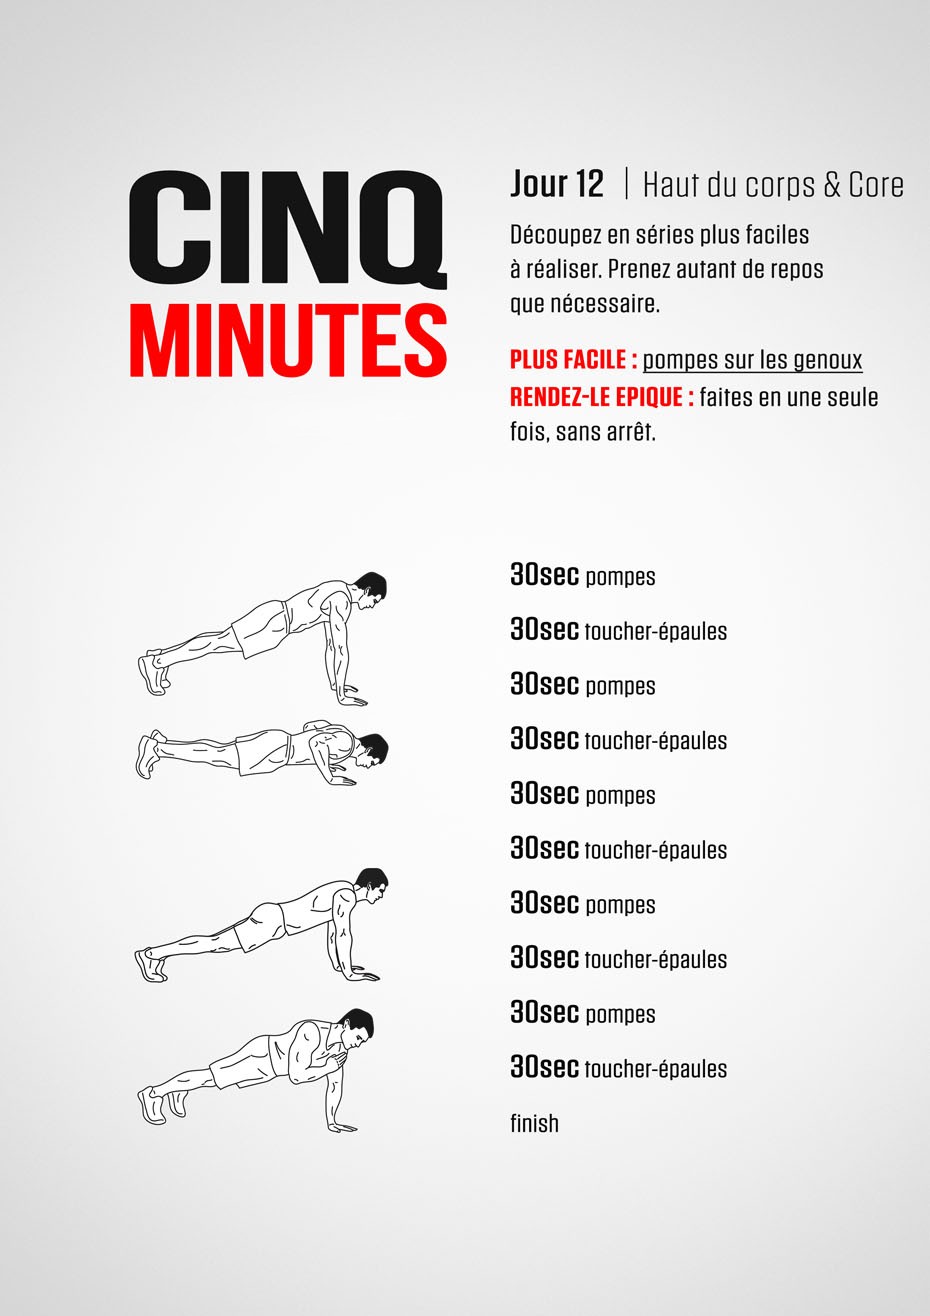 CINQ
MINUTES
Jour 12 | Haut du corps & Core
Découpez en séries plus faciles
à réaliser. Prenez autant de repos
que nécessaire.
PLUS FACILE : pompes sur les genoux
RENDEZ-LE EPIQUE : faites en une seule
fois, sans arrêt.
30sec pompes
30sec toucher-épaules
30sec pompes
30sec toucher-épaules
30sec pompes
30sec toucher-épaules
30sec pompes
30sec toucher-épaules
30sec pompes
30sec toucher-épaules
finish